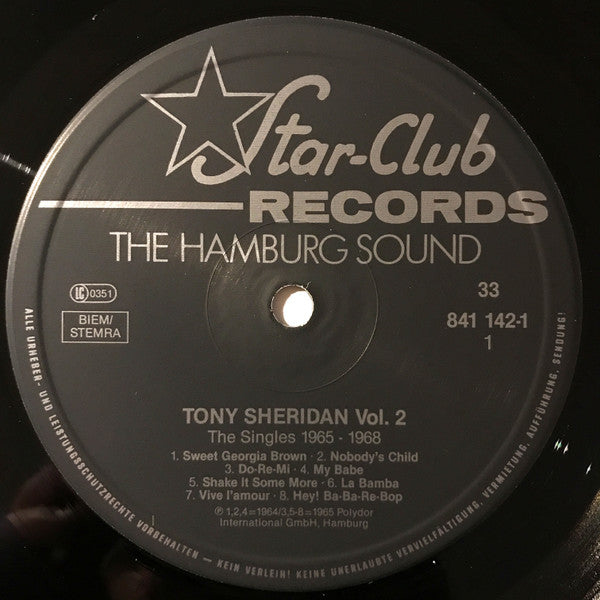 Star-Club
RECORDS
THE HAMBURG SOUND
LC 0351
BIEM/
STEMRA
33
841 142-1
1
TONY SHERIDAN Vol. 2
The Singles 1965 - 1968
1. Sweet Georgia Brown · 2. Nobody's Child
3. Do-Re-Mi · 4. My Babe
5. Shake It Some More · 6. La Bamba
7. Vive l'amour · 8. Hey! Ba-Ba-Re-Bop
℗ 1,2,4=1964/3,5-8=1965 Polydor
International GmbH, Hamburg
ALLE URHEBER- UND LEISTUNGSSCHUTZRECHTE VORBEHALTEN — KEIN VERLEIH! KEINE UNERLAUBTE VERVIELFÄLTIGUNG, VERMIETUNG, AUFFÜHRUNG, SENDUNG!